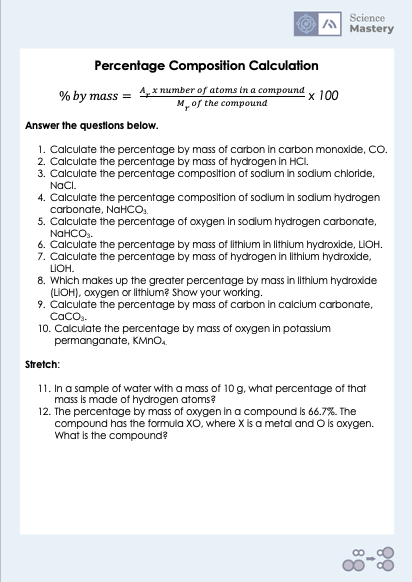 Science
Mastery
Percentage Composition Calculation
% by mass = A_r x number of atoms in a compound / M_r of the compound x 100
Answer the questions below.
1. Calculate the percentage by mass of carbon in carbon monoxide, CO.
2. Calculate the percentage by mass of hydrogen in HCl.
3. Calculate the percentage composition of sodium in sodium chloride,
NaCl.
4. Calculate the percentage composition of sodium in sodium hydrogen
carbonate, NaHCO₃.
5. Calculate the percentage of oxygen in sodium hydrogen carbonate,
NaHCO₃.
6. Calculate the percentage by mass of lithium in lithium hydroxide, LiOH.
7. Calculate the percentage by mass of hydrogen in lithium hydroxide,
LiOH.
8. Which makes up the greater percentage by mass in lithium hydroxide
(LiOH), oxygen or lithium? Show your working.
9. Calculate the percentage by mass of carbon in calcium carbonate,
CaCO₃.
10. Calculate the percentage by mass of oxygen in potassium
permanganate, KMnO₄.
Stretch:
11. In a sample of water with a mass of 10 g, what percentage of that
mass is made of hydrogen atoms?
12. The percentage by mass of oxygen in a compound is 66.7%. The
compound has the formula XO, where X is a metal and O is oxygen.
What is the compound?